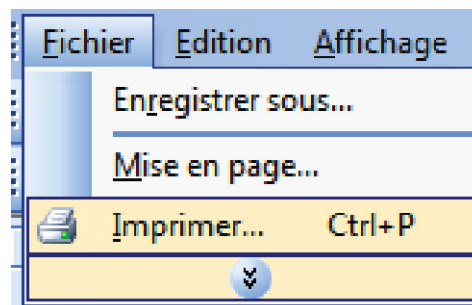 Fichier Edition Affichage
Enregistrer sous...
Mise en page...
Imprimer... Ctrl+P